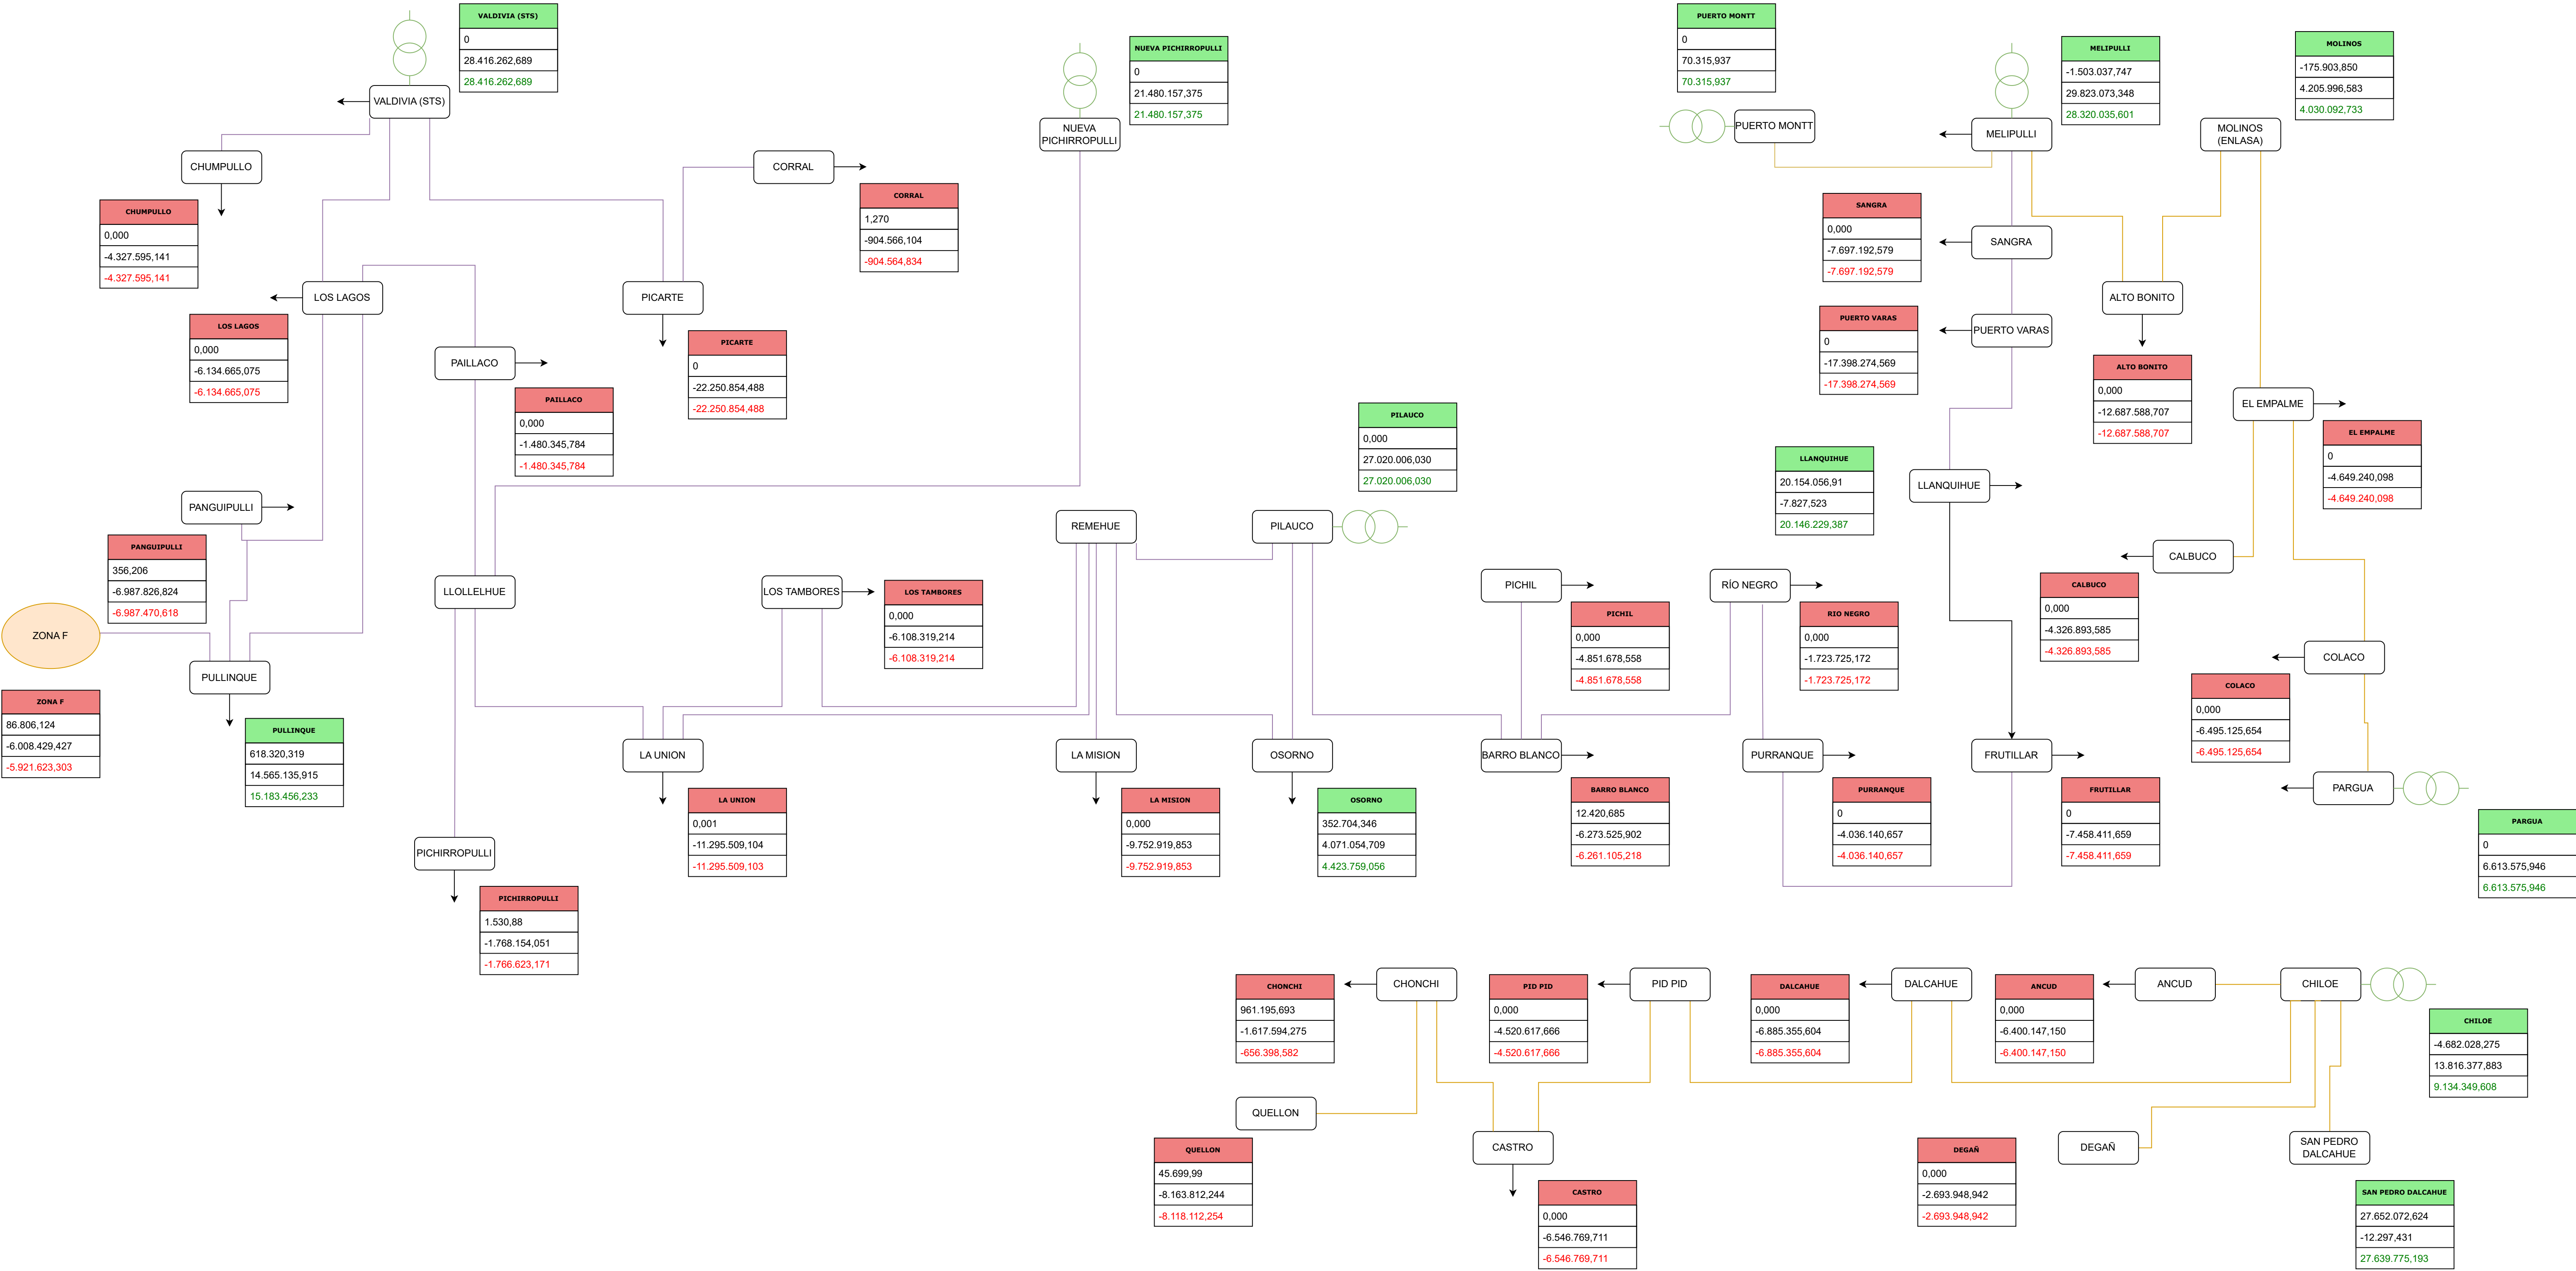 VALDIVIA (STS)
0
28.416.262,689
28.416.262,689
VALDIVIA (STS)
NUEVA PICHIRROPULLI
0
21.480.157,375
21.480.157,375
NUEVA
PICHIRROPULLI
PUERTO MONTT
0
70.315,937
70.315,937
PUERTO MONTT
MELIPULLI
-1.503.037,747
29.823.073,348
28.320.035,601
MELIPULLI
MOLINOS
-175.903,850
4.205.996,583
4.030.092,733
MOLINOS
(ENLASA)
CHUMPULLO
CHUMPULLO
0,000
-4.327.595,141
-4.327.595,141
CORRAL
CORRAL
1,270
-904.566,104
-904.564,834
SANGRA
0,000
-7.697.192,579
-7.697.192,579
SANGRA
LOS LAGOS
LOS LAGOS
0,000
-6.134.665,075
-6.134.665,075
PICARTE
PICARTE
0
-22.250.854,488
-22.250.854,488
PAILLACO
PAILLACO
0,000
-1.480.345,784
-1.480.345,784
PUERTO VARAS
0
-17.398.274,569
-17.398.274,569
PUERTO VARAS
ALTO BONITO
ALTO BONITO
0,000
-12.687.588,707
-12.687.588,707
EL EMPALME
EL EMPALME
0
-4.649.240,098
-4.649.240,098
PILAUCO
0,000
27.020.006,030
27.020.006,030
LLANQUIHUE
20.154.056,91
-7.827,523
20.146.229,387
LLANQUIHUE
PANGUIPULLI
PANGUIPULLI
356,206
-6.987.826,824
-6.987.470,618
REMEHUE
PILAUCO
CALBUCO
CALBUCO
0,000
-4.326.893,585
-4.326.893,585
LLOLLELHUE
LOS TAMBORES
LOS TAMBORES
0,000
-6.108.319,214
-6.108.319,214
PICHIL
PICHIL
0,000
-4.851.678,558
-4.851.678,558
RÍO NEGRO
RIO NEGRO
0,000
-1.723.725,172
-1.723.725,172
ZONA F
ZONA F
86.806,124
-6.008.429,427
-5.921.623,303
PULLINQUE
PULLINQUE
618.320,319
14.565.135,915
15.183.456,233
COLACO
COLACO
0,000
-6.495.125,654
-6.495.125,654
LA UNION
LA UNION
0,001
-11.295.509,104
-11.295.509,103
LA MISION
LA MISION
0,000
-9.752.919,853
-9.752.919,853
OSORNO
OSORNO
352.704,346
4.071.054,709
4.423.759,056
BARRO BLANCO
BARRO BLANCO
12.420,685
-6.273.525,902
-6.261.105,218
PURRANQUE
PURRANQUE
0
-4.036.140,657
-4.036.140,657
FRUTILLAR
FRUTILLAR
0
-7.458.411,659
-7.458.411,659
PARGUA
PARGUA
0
6.613.575,946
6.613.575,946
PICHIRROPULLI
PICHIRROPULLI
1.530,88
-1.768.154,051
-1.766.623,171
CHONCHI
961.195,693
-1.617.594,275
-656.398,582
CHONCHI
PID PID
0,000
-4.520.617,666
-4.520.617,666
PID PID
DALCAHUE
0,000
-6.885.355,604
-6.885.355,604
DALCAHUE
ANCUD
0,000
-6.400.147,150
-6.400.147,150
ANCUD
CHILOE
CHILOE
-4.682.028,275
13.816.377,883
9.134.349,608
QUELLON
QUELLON
45.699,99
-8.163.812,244
-8.118.112,254
CASTRO
CASTRO
0,000
-6.546.769,711
-6.546.769,711
DEGAÑ
0,000
-2.693.948,942
-2.693.948,942
DEGAÑ
SAN PEDRO
DALCAHUE
SAN PEDRO DALCAHUE
27.652.072,624
-12.297,431
27.639.775,193